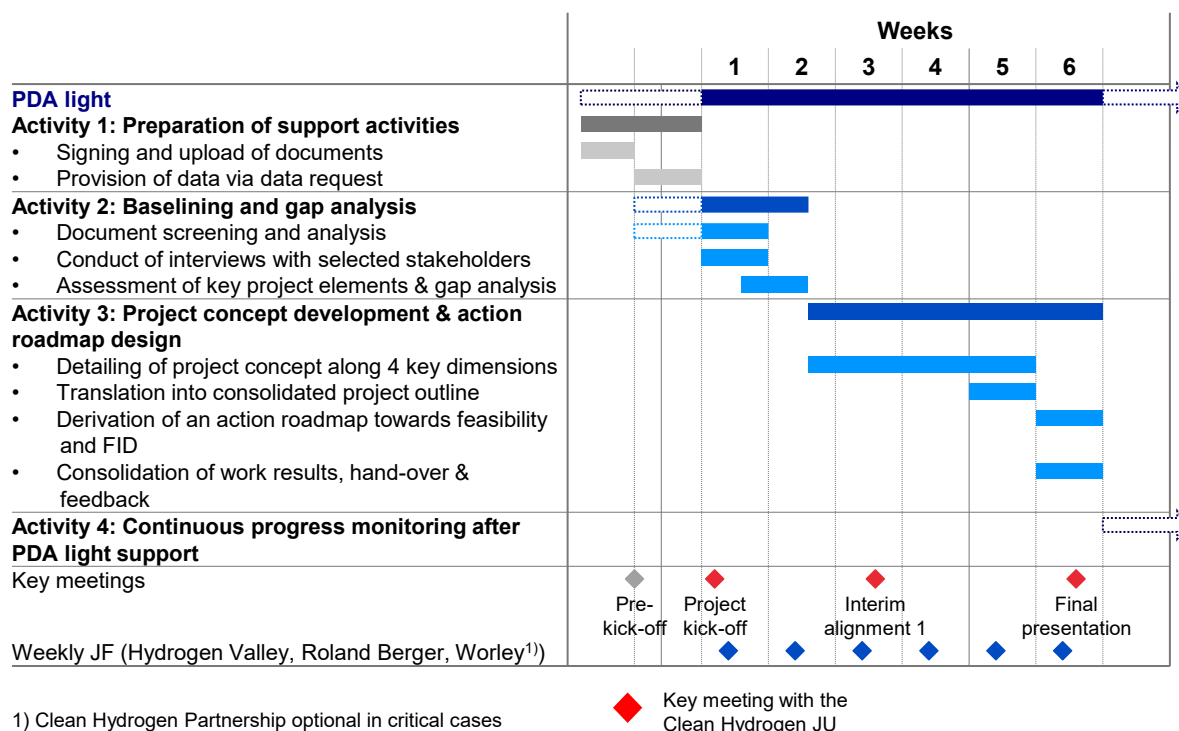 Weeks
1 2 3 4 5 6
PDA light
Activity 1: Preparation of support activities
• Signing and upload of documents
• Provision of data via data request
Activity 2: Baselining and gap analysis
• Document screening and analysis
• Conduct of interviews with selected stakeholders
• Assessment of key project elements & gap analysis
Activity 3: Project concept development & action
roadmap design
• Detailing of project concept along 4 key dimensions
• Translation into consolidated project outline
• Derivation of an action roadmap towards feasibility
and FID
• Consolidation of work results, hand-over &
feedback
Activity 4: Continuous progress monitoring after
PDA light support
Key meetings
Pre-
kick-off
Project
kick-off
Interim
alignment 1
Final
presentation
Weekly JF (Hydrogen Valley, Roland Berger, Worley1))
1) Clean Hydrogen Partnership optional in critical cases
Key meeting with the
Clean Hydrogen JU